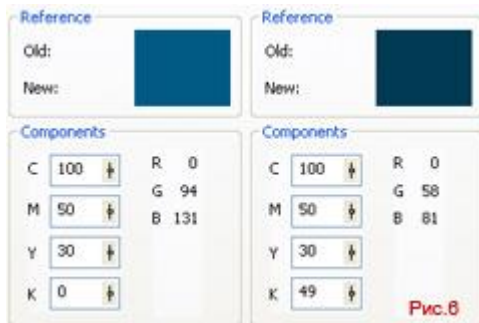 Reference
Old:
New:
Components
C 100 R 0
G 94
M 50 B 131
Y 30
K 0
Reference
Old:
New:
Components
C 100 R 0
G 58
M 50 B 81
Y 30
K 49
Рис.6